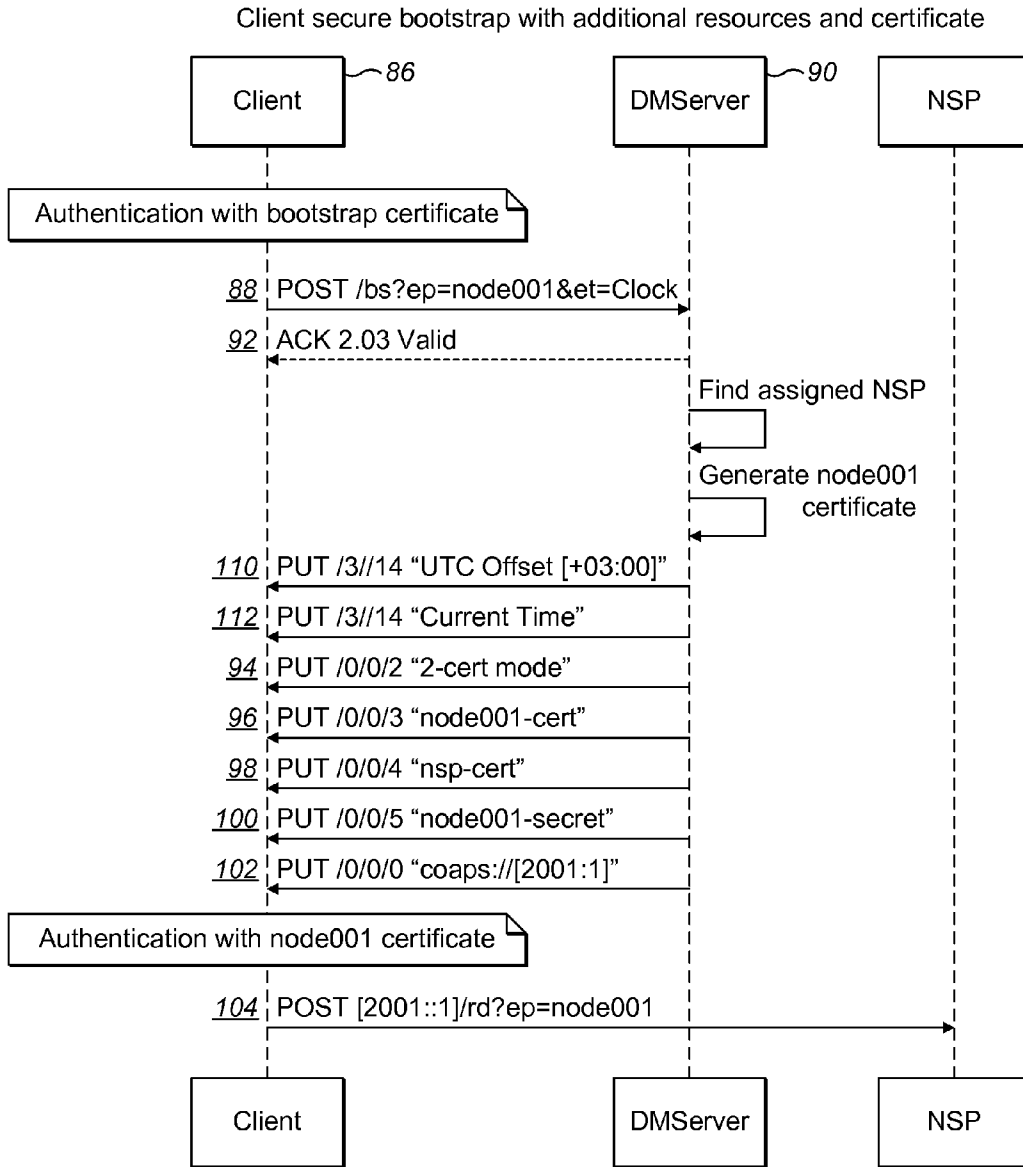 Client secure bootstrap with additional resources and certificate
86
90
Client
DMServer
NSP
Authentication with bootstrap certificate
88 POST /bs?ep=node001&et=Clock
92 ACK 2.03 Valid
Find assigned NSP
Generate node001
certificate
110 PUT /3//14 “UTC Offset [+03:00]”
112 PUT /3//14 “Current Time”
94 PUT /0/0/2 “2-cert mode”
96 PUT /0/0/3 “node001-cert”
98 PUT /0/0/4 “nsp-cert”
100 PUT /0/0/5 “node001-secret”
102 PUT /0/0/0 “coaps://[2001:1]”
Authentication with node001 certificate
104 POST [2001::1]/rd?ep=node001
Client
DMServer
NSP